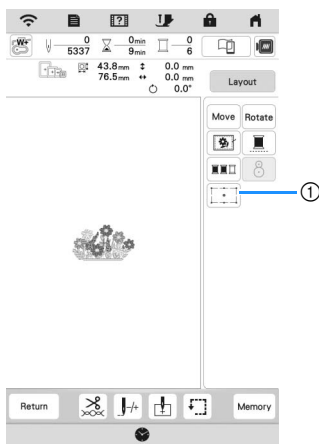 W+
0
5337
0min
9min
0
6
43.8mm
76.5mm
0.0 mm
0.0 mm
0.0°
Layout
Move
Rotate
①
Return
-/+
Memory